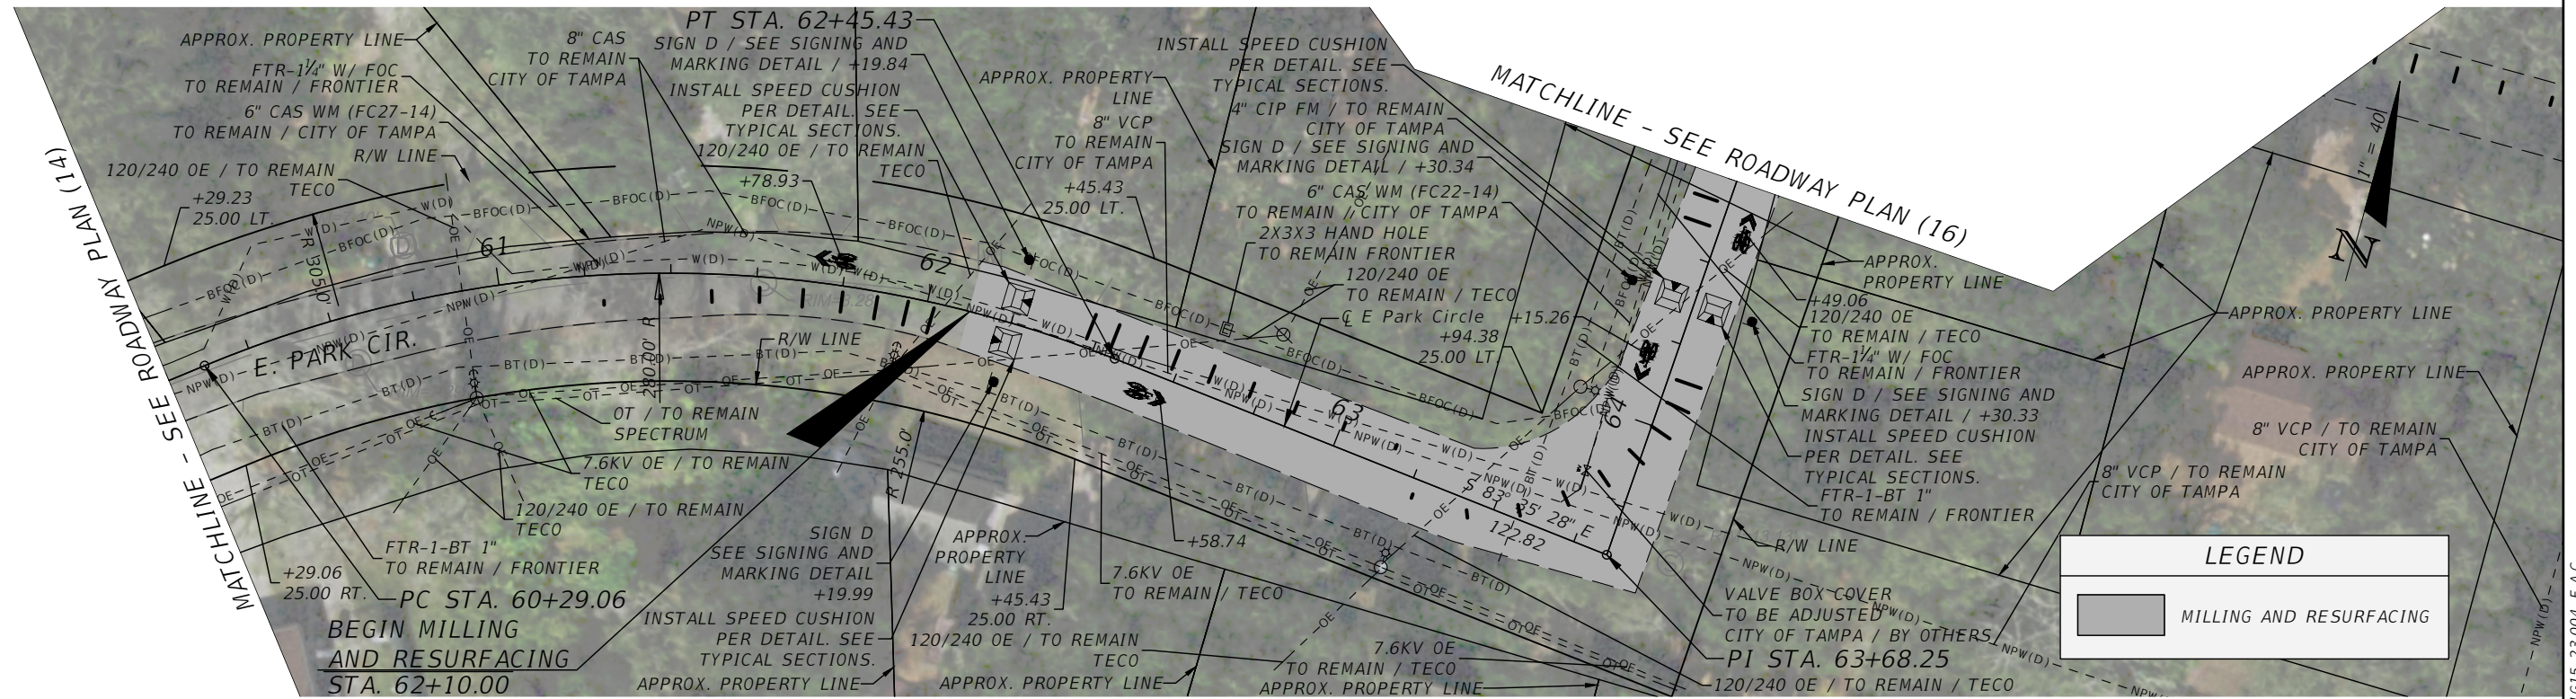 APPROX. PROPERTY LINE
FTR-1¼" W/ FOC
TO REMAIN / FRONTIER
6" CAS WM (FC27-14)
TO REMAIN / CITY OF TAMPA
R/W LINE
120/240 OE / TO REMAIN
TECO
+29.23
25.00 LT.
8" CAS
TO REMAIN
CITY OF TAMPA
PT STA. 62+45.43
SIGN D / SEE SIGNING AND
MARKING DETAIL / +19.84
INSTALL SPEED CUSHION
PER DETAIL. SEE
TYPICAL SECTIONS.
120/240 OE / TO REMAIN
TECO
+78.93
APPROX. PROPERTY
LINE
8" VCP
TO REMAIN
CITY OF TAMPA
+45.43
25.00 LT.
INSTALL SPEED CUSHION
PER DETAIL. SEE
TYPICAL SECTIONS.
4" CIP FM / TO REMAIN
CITY OF TAMPA
SIGN D / SEE SIGNING AND
MARKING DETAIL / +30.34
6" CAS WM (FC22-14)
TO REMAIN / CITY OF TAMPA
2X3X3 HAND HOLE
TO REMAIN FRONTIER
120/240 OE
TO REMAIN / TECO
℄ E Park Circle
+15.26
+94.38
25.00 LT.
MATCHLINE - SEE ROADWAY PLAN (16)
1" = 40'
N
APPROX.
PROPERTY LINE
+49.06
120/240 OE
TO REMAIN / TECO
FTR-1¼" W/ FOC
TO REMAIN / FRONTIER
SIGN D / SEE SIGNING AND
MARKING DETAIL / +30.33
INSTALL SPEED CUSHION
PER DETAIL. SEE
TYPICAL SECTIONS.
FTR-1-BT 1"
TO REMAIN / FRONTIER
R/W LINE
APPROX. PROPERTY LINE
APPROX. PROPERTY LINE
8" VCP / TO REMAIN
CITY OF TAMPA
8" VCP / TO REMAIN
CITY OF TAMPA
MATCHLINE - SEE ROADWAY PLAN (14)
E. PARK CIR.
61
62
63
64
R 305.0'
280.00' R
R 255.0'
R/W LINE
S 83° 35' 28" E
122.82
OT / TO REMAIN
SPECTRUM
7.6KV OE / TO REMAIN
TECO
120/240 OE / TO REMAIN
TECO
FTR-1-BT 1"
TO REMAIN / FRONTIER
+29.06
25.00 RT.
PC STA. 60+29.06
BEGIN MILLING
AND RESURFACING
STA. 62+10.00
SIGN D
SEE SIGNING AND
MARKING DETAIL
+19.99
INSTALL SPEED CUSHION
PER DETAIL. SEE
TYPICAL SECTIONS.
APPROX. PROPERTY LINE
APPROX.
PROPERTY
LINE
+45.43
25.00 RT.
120/240 OE / TO REMAIN
TECO
APPROX. PROPERTY LINE
+58.74
7.6KV OE
TO REMAIN / TECO
7.6KV OE
TO REMAIN / TECO
APPROX. PROPERTY LINE
VALVE BOX COVER
TO BE ADJUSTED
CITY OF TAMPA / BY OTHERS
PI STA. 63+68.25
120/240 OE / TO REMAIN / TECO
LEGEND
MILLING AND RESURFACING